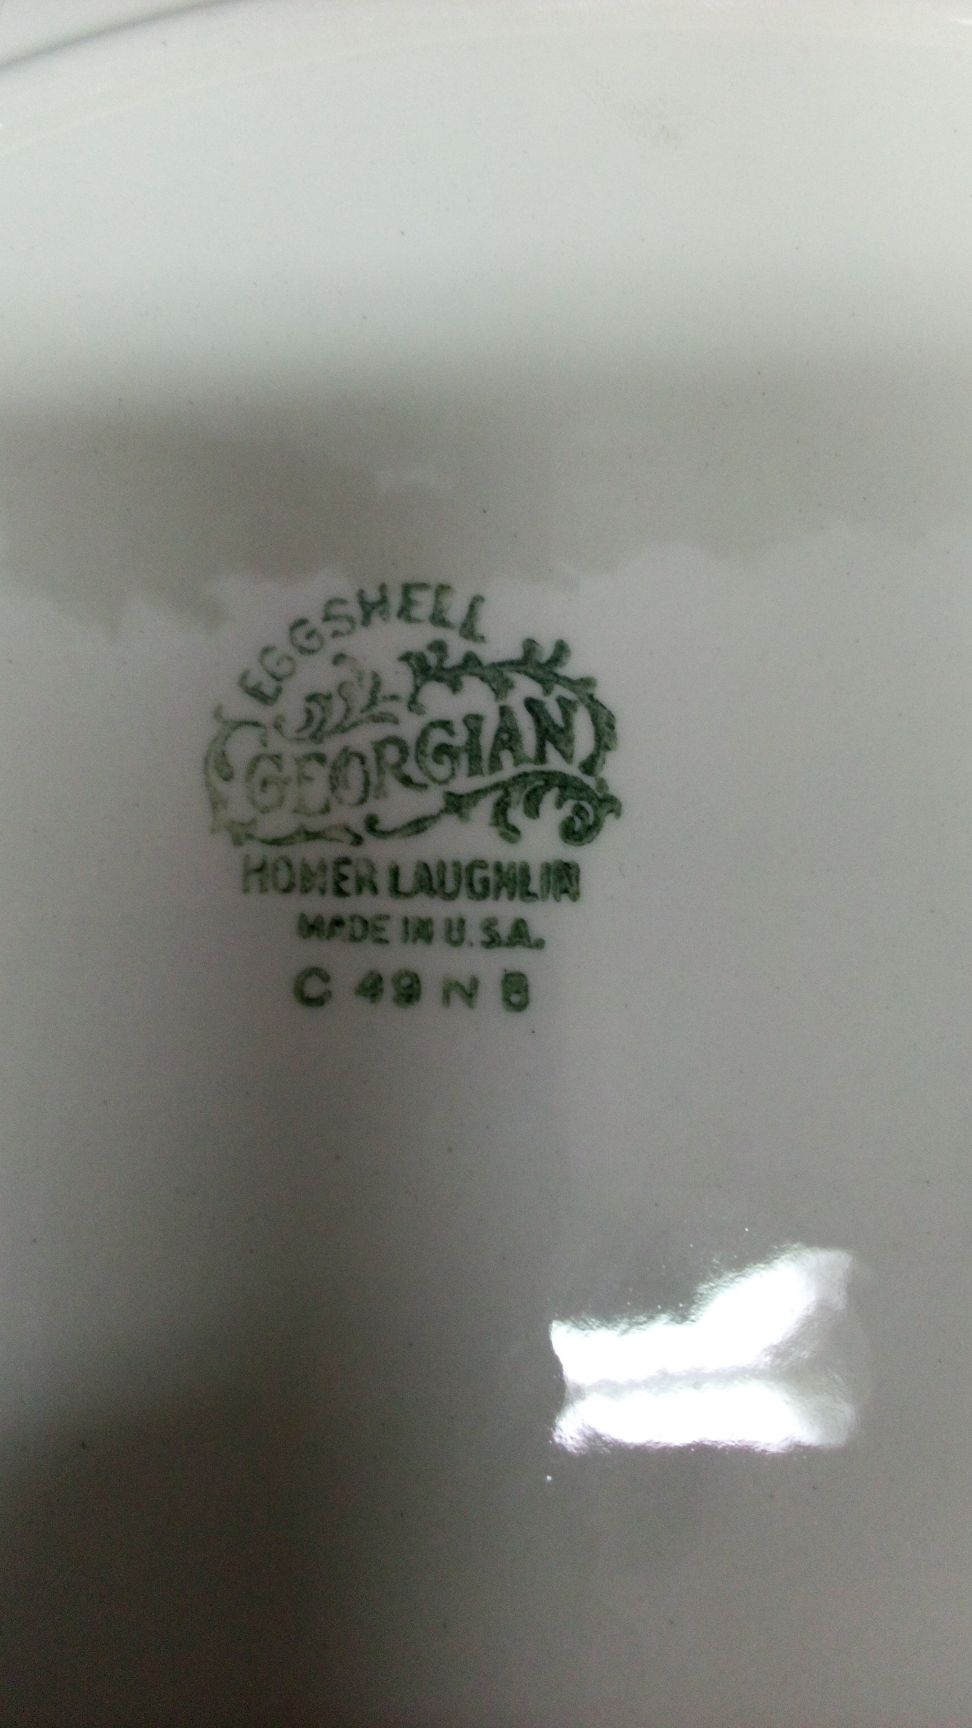 EGGSHELL
GEORGIAN
HOMER LAUGHLIN
MADE IN U.S.A.
C 49 N 8